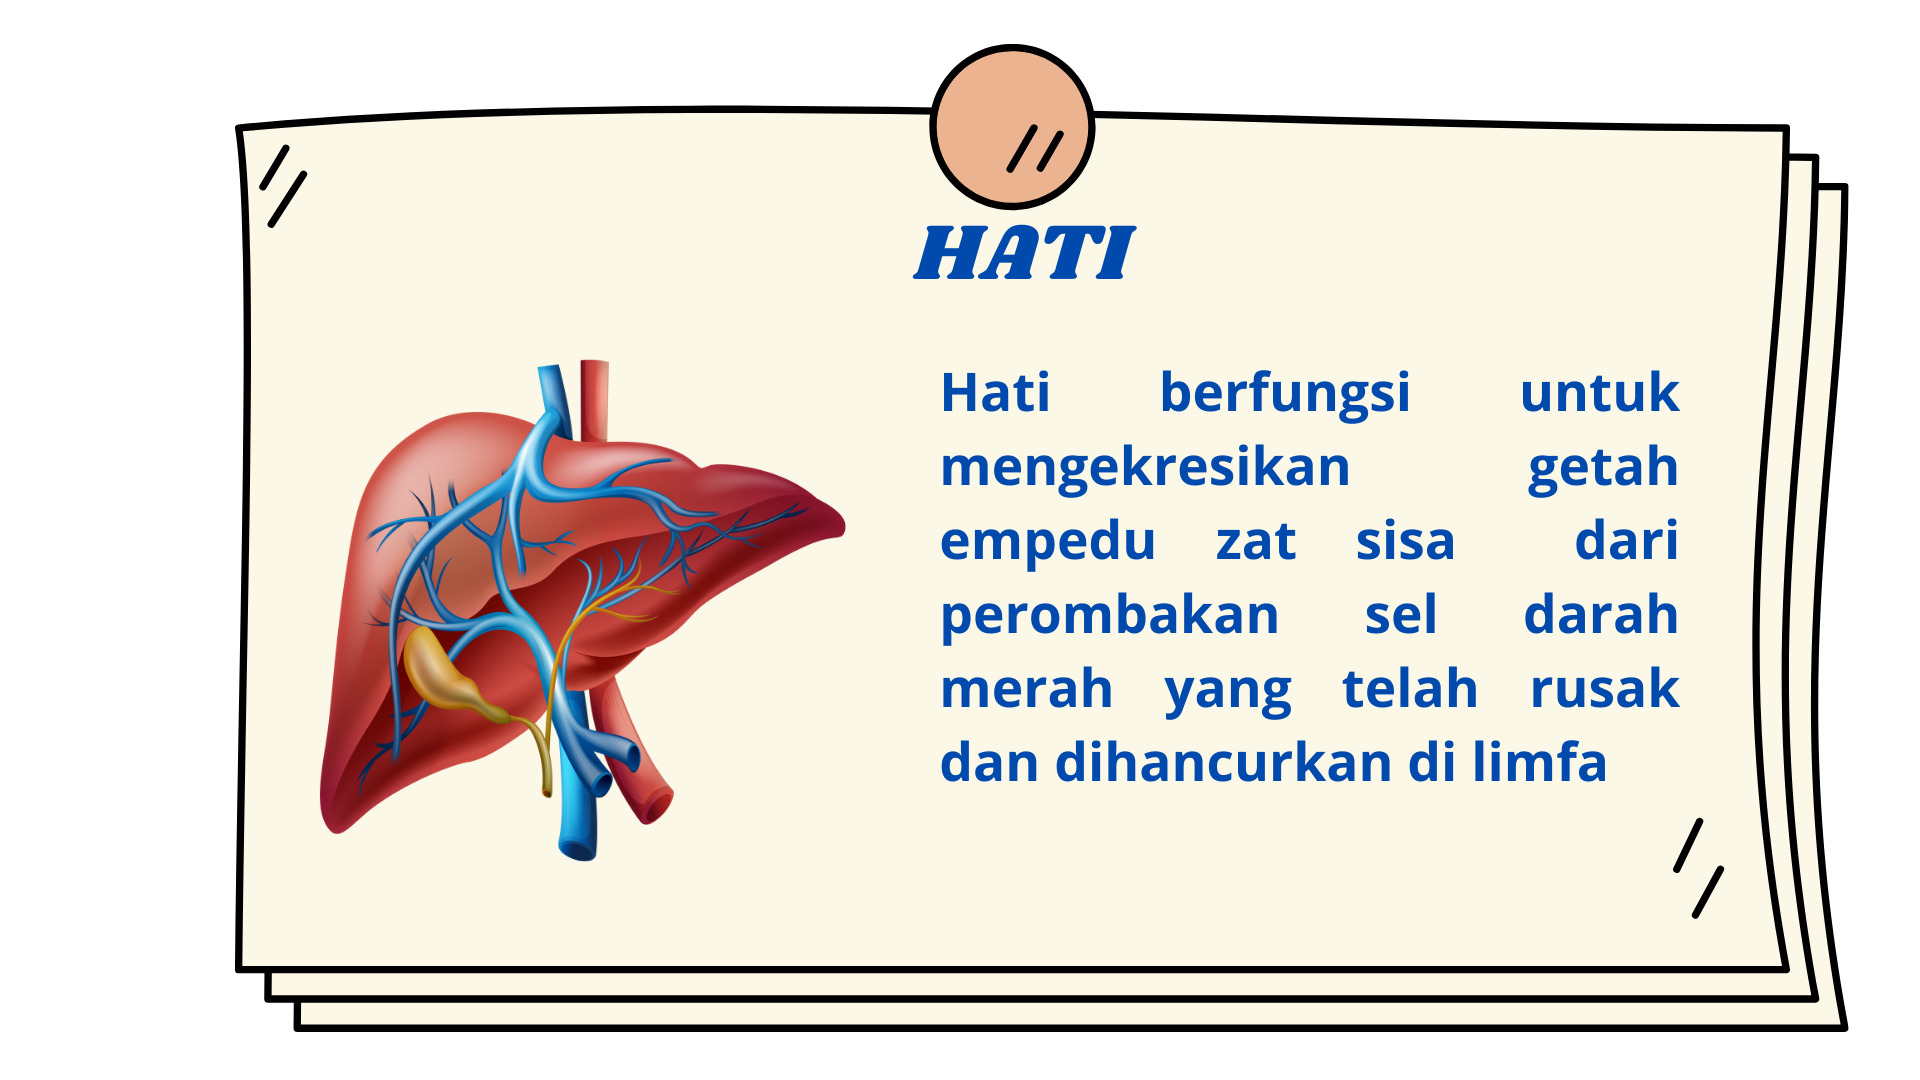 HATI
Hati berfungsi untuk
mengekresikan getah
empedu zat sisa dari
perombakan sel darah
merah yang telah rusak
dan dihancurkan di limfa